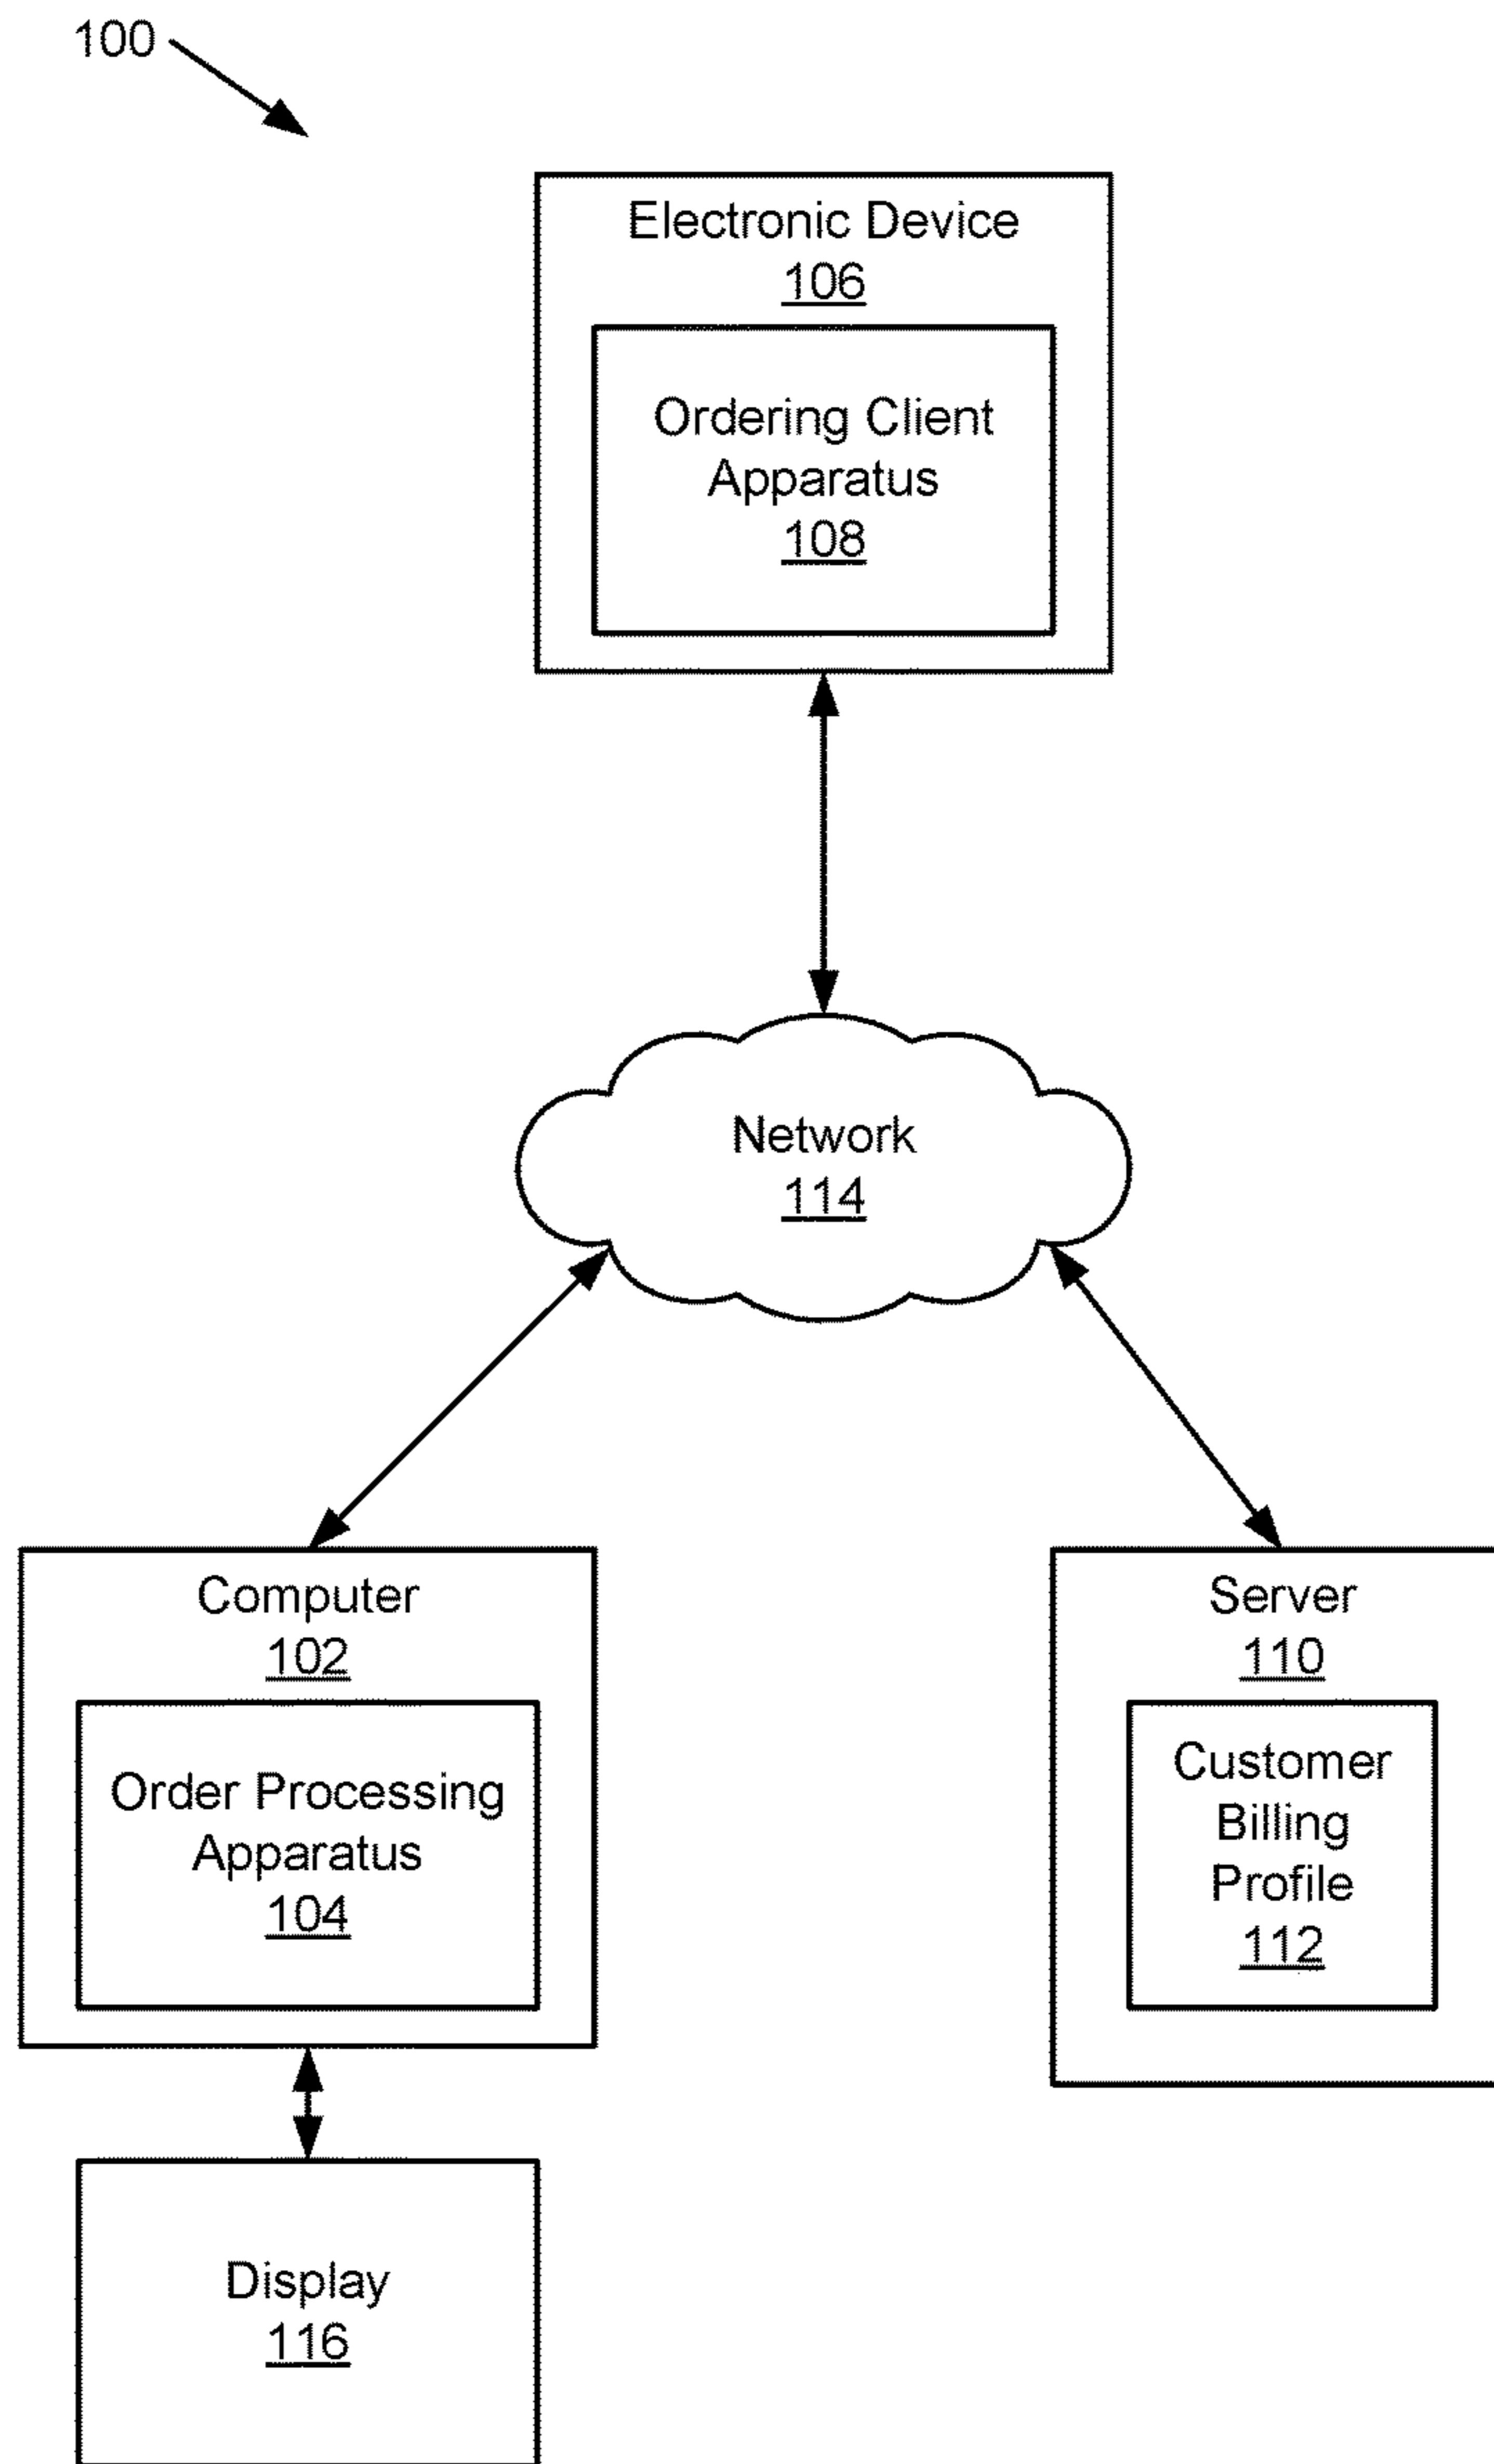 100
Electronic Device
106
Ordering Client
Apparatus
108
Network
114
Computer
102
Order Processing
Apparatus
104
Server
110
Customer
Billing
Profile
112
Display
116